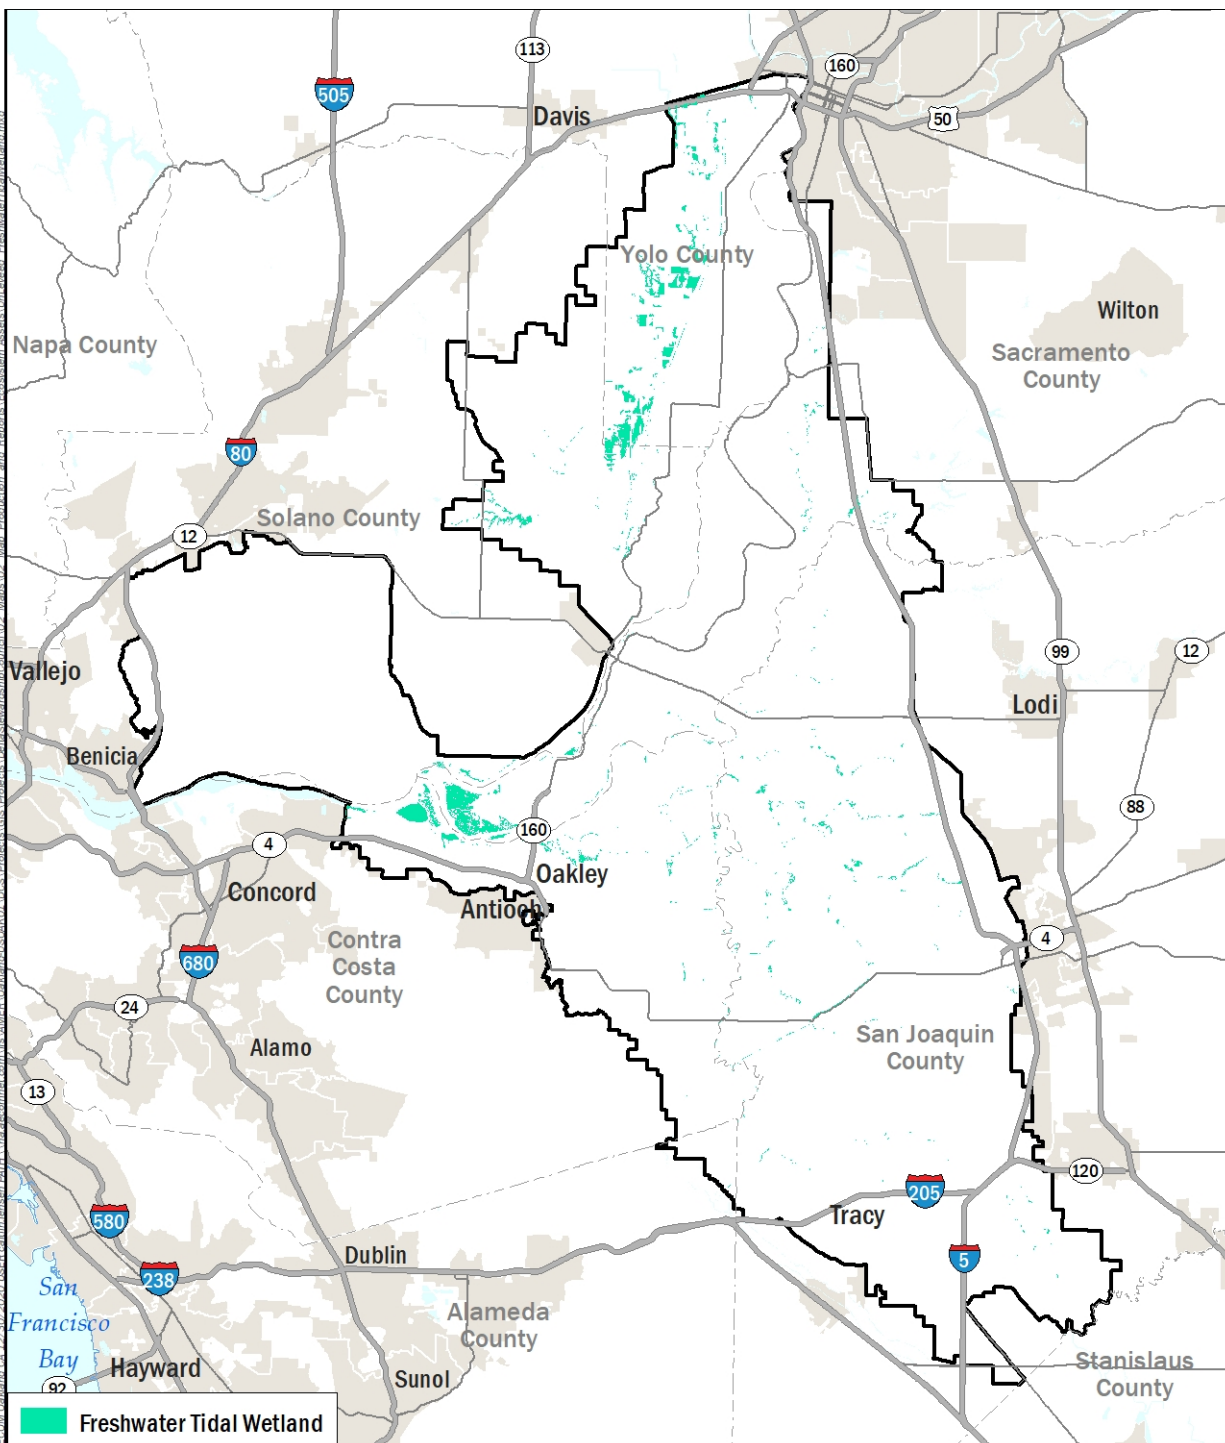 113
160
505
50
Davis
Yolo County
Wilton
Napa County
Sacramento
County
80
Solano County
12
99
12
Vallejo
Lodi
Benicia
88
160
4
Oakley
Concord
Antioch
4
Contra
Costa
County
680
24
San Joaquin
County
Alamo
13
120
205
580
Tracy
Dublin
5
238
San
Francisco
Bay
Alameda
County
Hayward
Stanislaus
County
92
Sunol
Freshwater Tidal Wetland